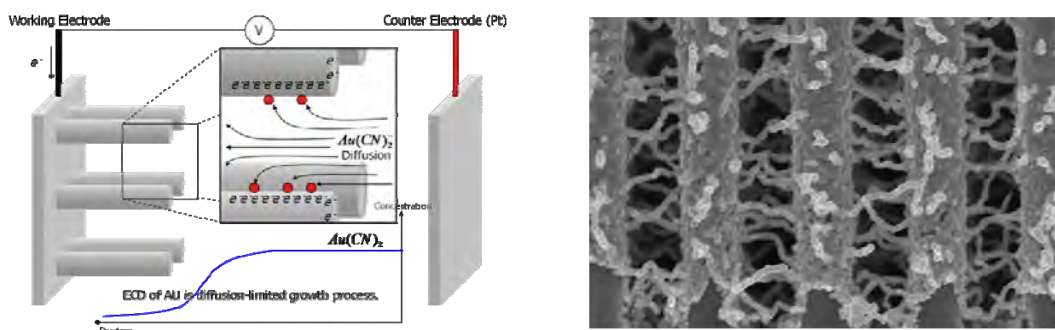 Working Electrode
Counter Electrode (Pt)
V
e⁻
e⁻
e⁻
e⁻ e⁻ e⁻ e⁻ e⁻ e⁻ e⁻ e⁻
Au(CN)₂⁻
Diffusion
e⁻ e⁻ e⁻ e⁻ e⁻ e⁻ e⁻ e⁻
e⁻
e⁻
Concentration
Au(CN)₂⁻
ECD of AU is diffusion-limited growth process.